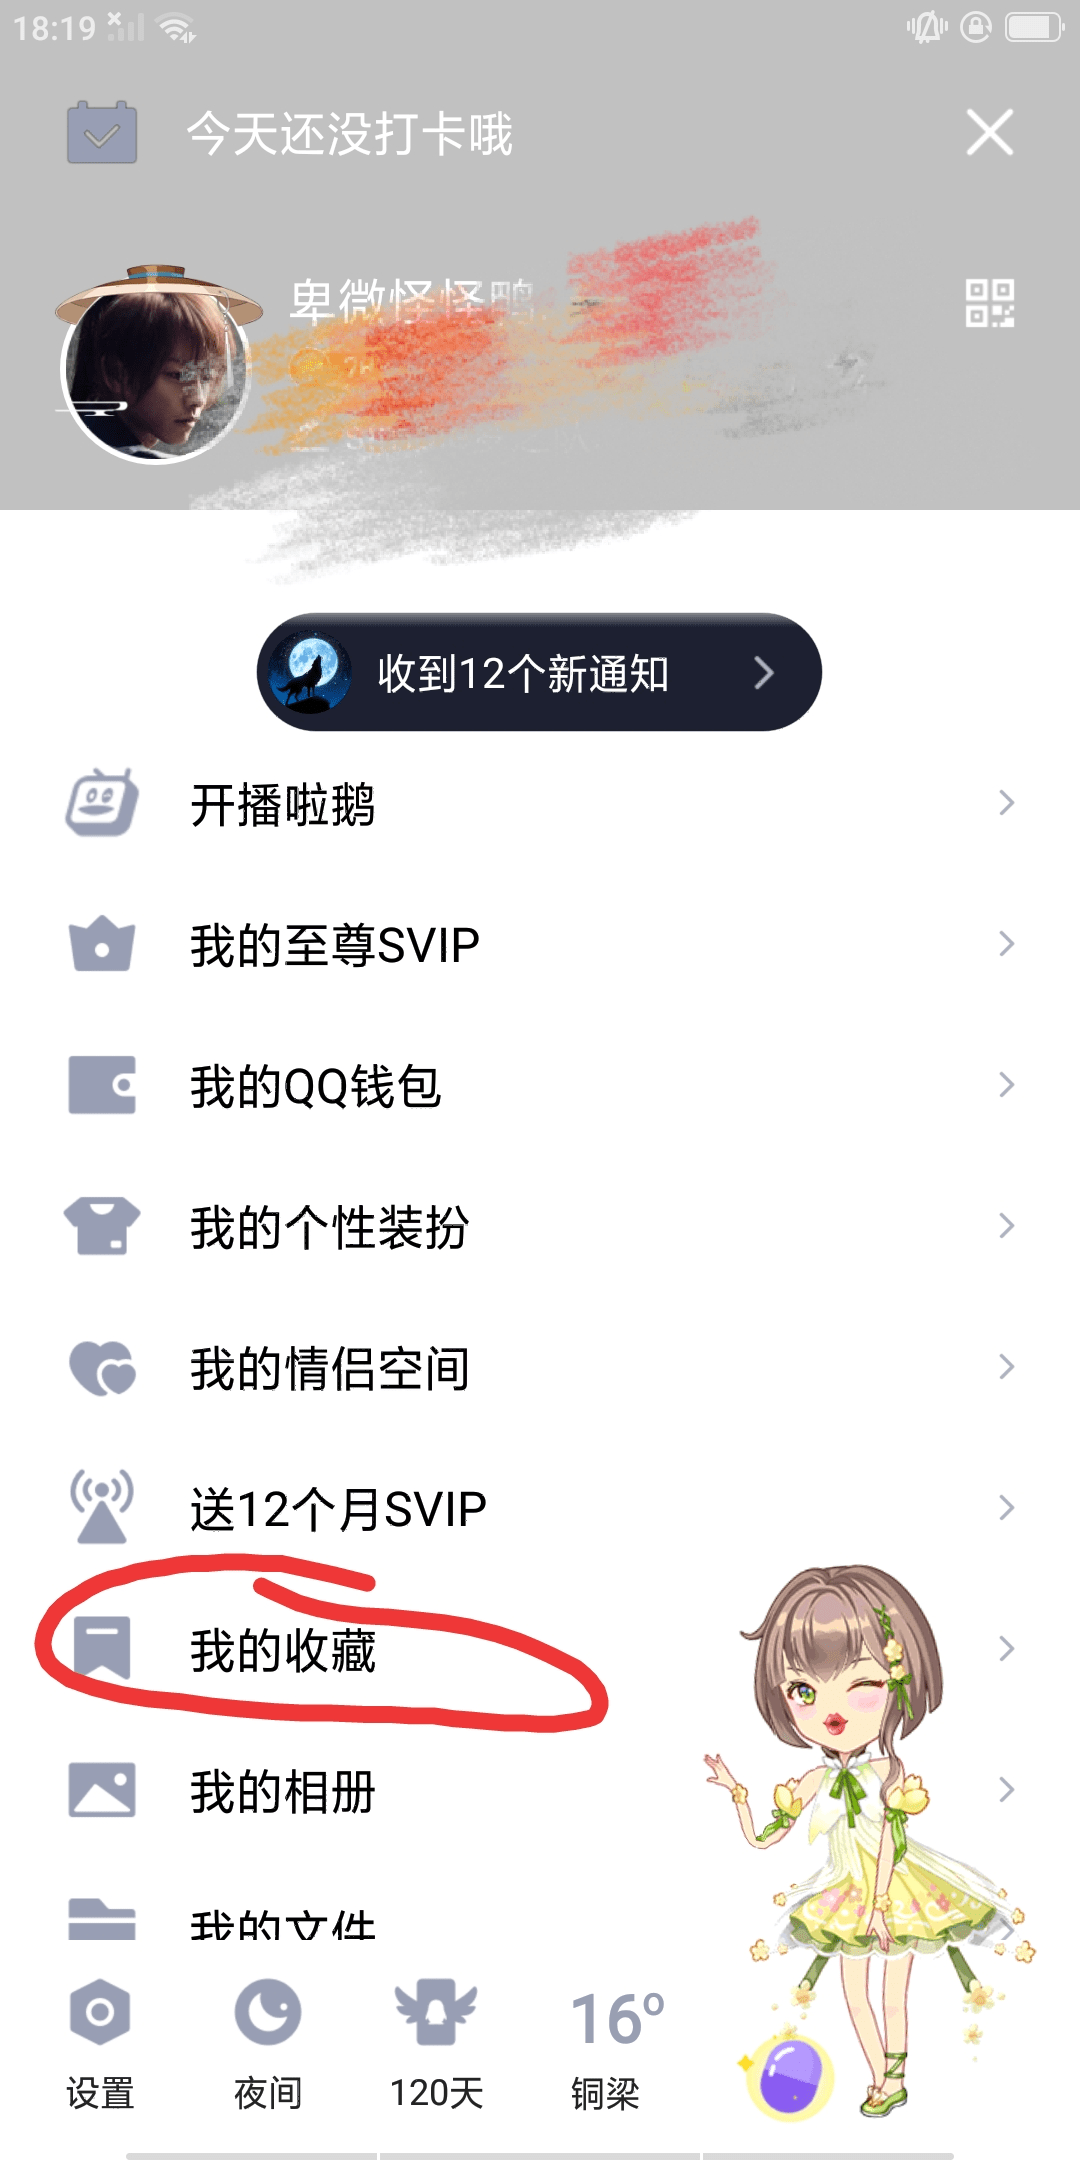 18:19
今天还没打卡哦
卑微怪怪鸭
收到12个新通知
开播啦鹅
我的至尊SVIP
我的QQ钱包
我的个性装扮
我的情侣空间
送12个月SVIP
我的收藏
我的相册
我的文件
16º
设置
夜间
120天
铜梁